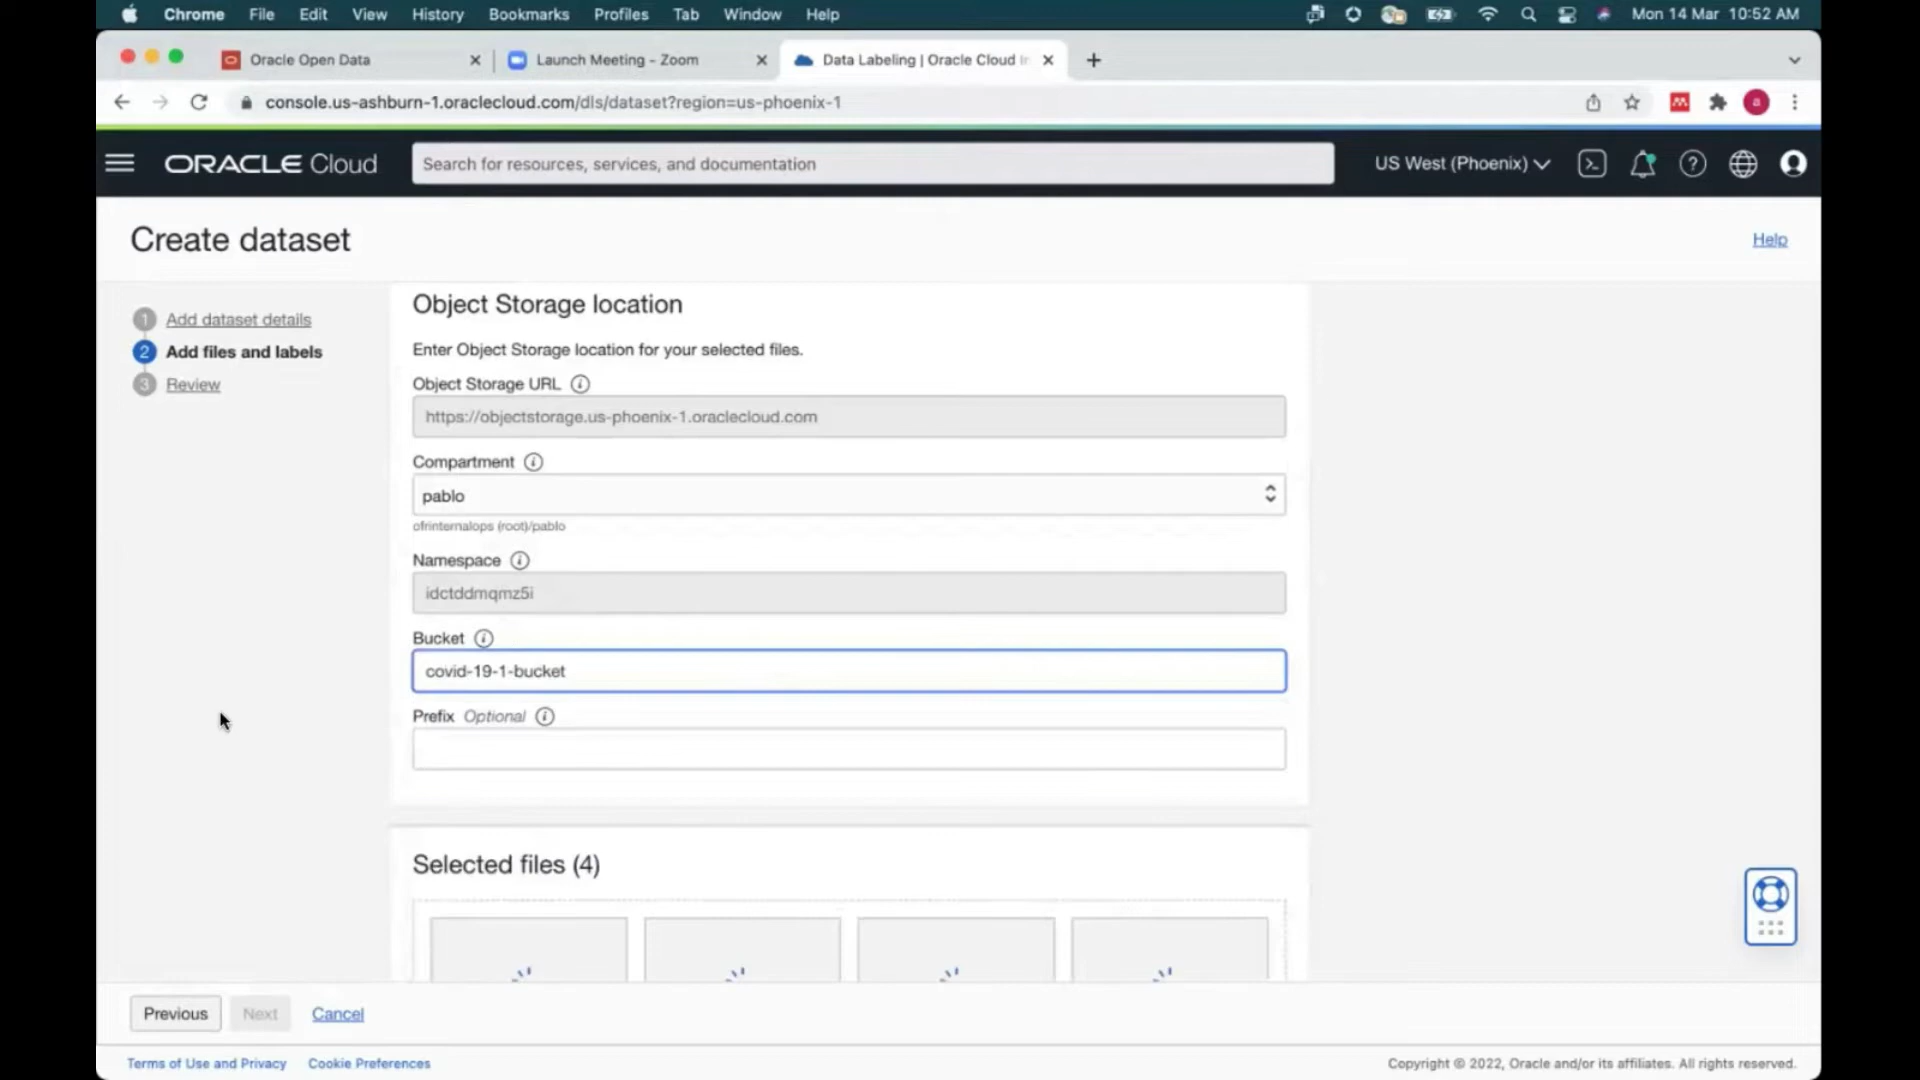 Chrome File Edit View History Bookmarks Profiles Tab Window Help Mon 14 Mar 10:52 AM
Oracle Open Data Launch Meeting - Zoom Data Labeling | Oracle Cloud In
console.us-ashburn-1.oraclecloud.com/dls/dataset?region=us-phoenix-1 a
ORACLE Cloud Search for resources, services, and documentation US West (Phoenix)
Create dataset Help
1 Add dataset details
2 Add files and labels
3 Review
Object Storage location
Enter Object Storage location for your selected files.
Object Storage URL
https://objectstorage.us-phoenix-1.oraclecloud.com
Compartment
pablo
ofrinternalops (root)/pablo
Namespace
idctddmqmz5i
Bucket
covid-19-1-bucket
Prefix Optional
Selected files (4)
Previous Next Cancel
Terms of Use and Privacy Cookie Preferences Copyright © 2022, Oracle and/or its affiliates. All rights reserved.